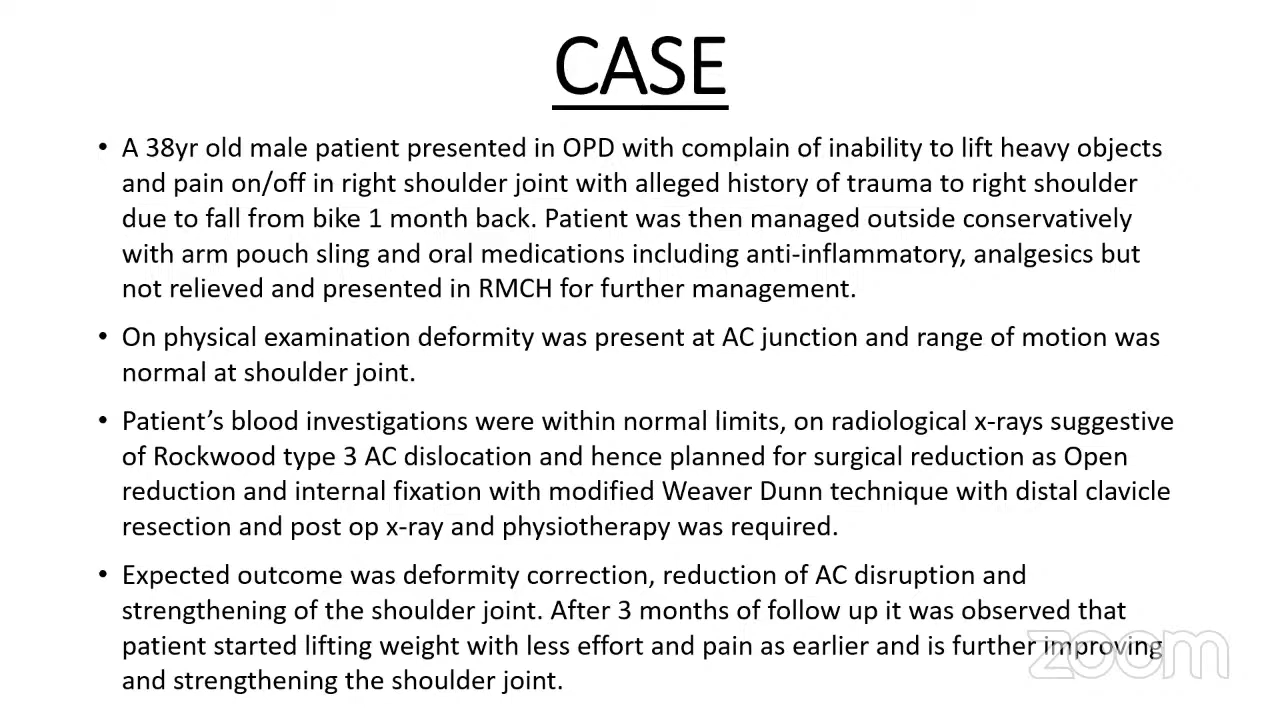 CASE
• A 38yr old male patient presented in OPD with complain of inability to lift heavy objects
and pain on/off in right shoulder joint with alleged history of trauma to right shoulder
due to fall from bike 1 month back. Patient was then managed outside conservatively
with arm pouch sling and oral medications including anti-inflammatory, analgesics but
not relieved and presented in RMCH for further management.
• On physical examination deformity was present at AC junction and range of motion was
normal at shoulder joint.
• Patient’s blood investigations were within normal limits, on radiological x-rays suggestive
of Rockwood type 3 AC dislocation and hence planned for surgical reduction as Open
reduction and internal fixation with modified Weaver Dunn technique with distal clavicle
resection and post op x-ray and physiotherapy was required.
• Expected outcome was deformity correction, reduction of AC disruption and
strengthening of the shoulder joint. After 3 months of follow up it was observed that
patient started lifting weight with less effort and pain as earlier and is further improving
and strengthening the shoulder joint.
zoom